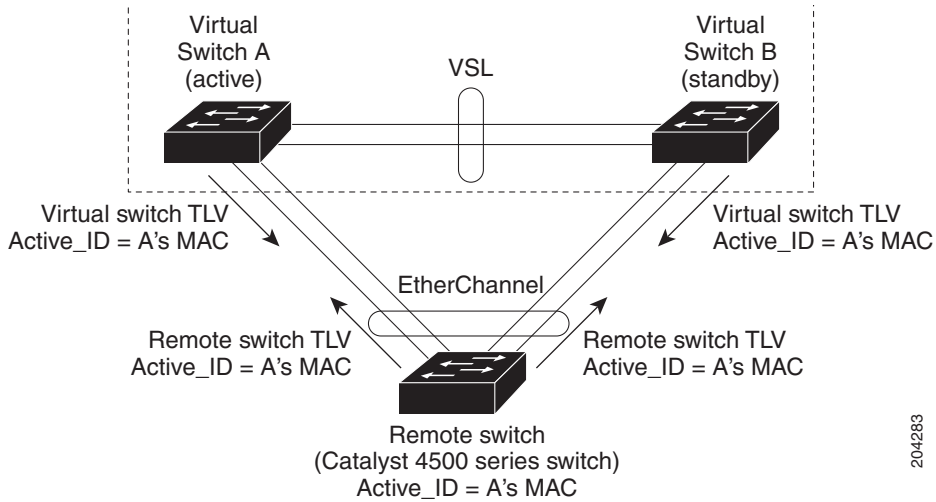 Virtual
Switch A
(active)
Virtual
Switch B
(standby)
VSL
Virtual switch TLV
Active_ID = A's MAC
Virtual switch TLV
Active_ID = A's MAC
EtherChannel
Remote switch TLV
Active_ID = A's MAC
Remote switch TLV
Active_ID = A's MAC
Remote switch
(Catalyst 4500 series switch)
Active_ID = A's MAC
204283